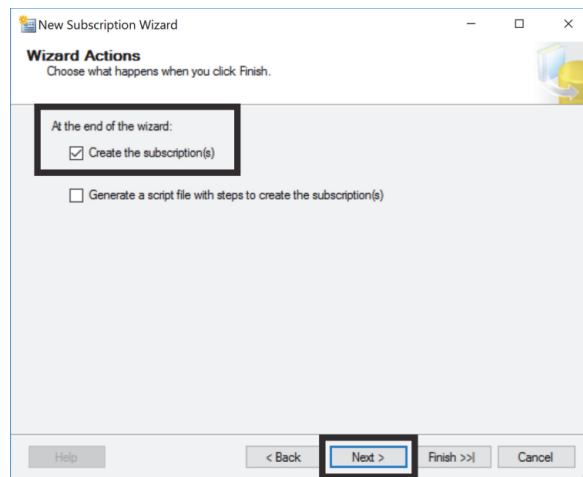 New Subscription Wizard
Wizard Actions
Choose what happens when you click Finish.
At the end of the wizard:
Create the subscription(s)
Generate a script file with steps to create the subscription(s)
Help
< Back
Next >
Finish >>|
Cancel